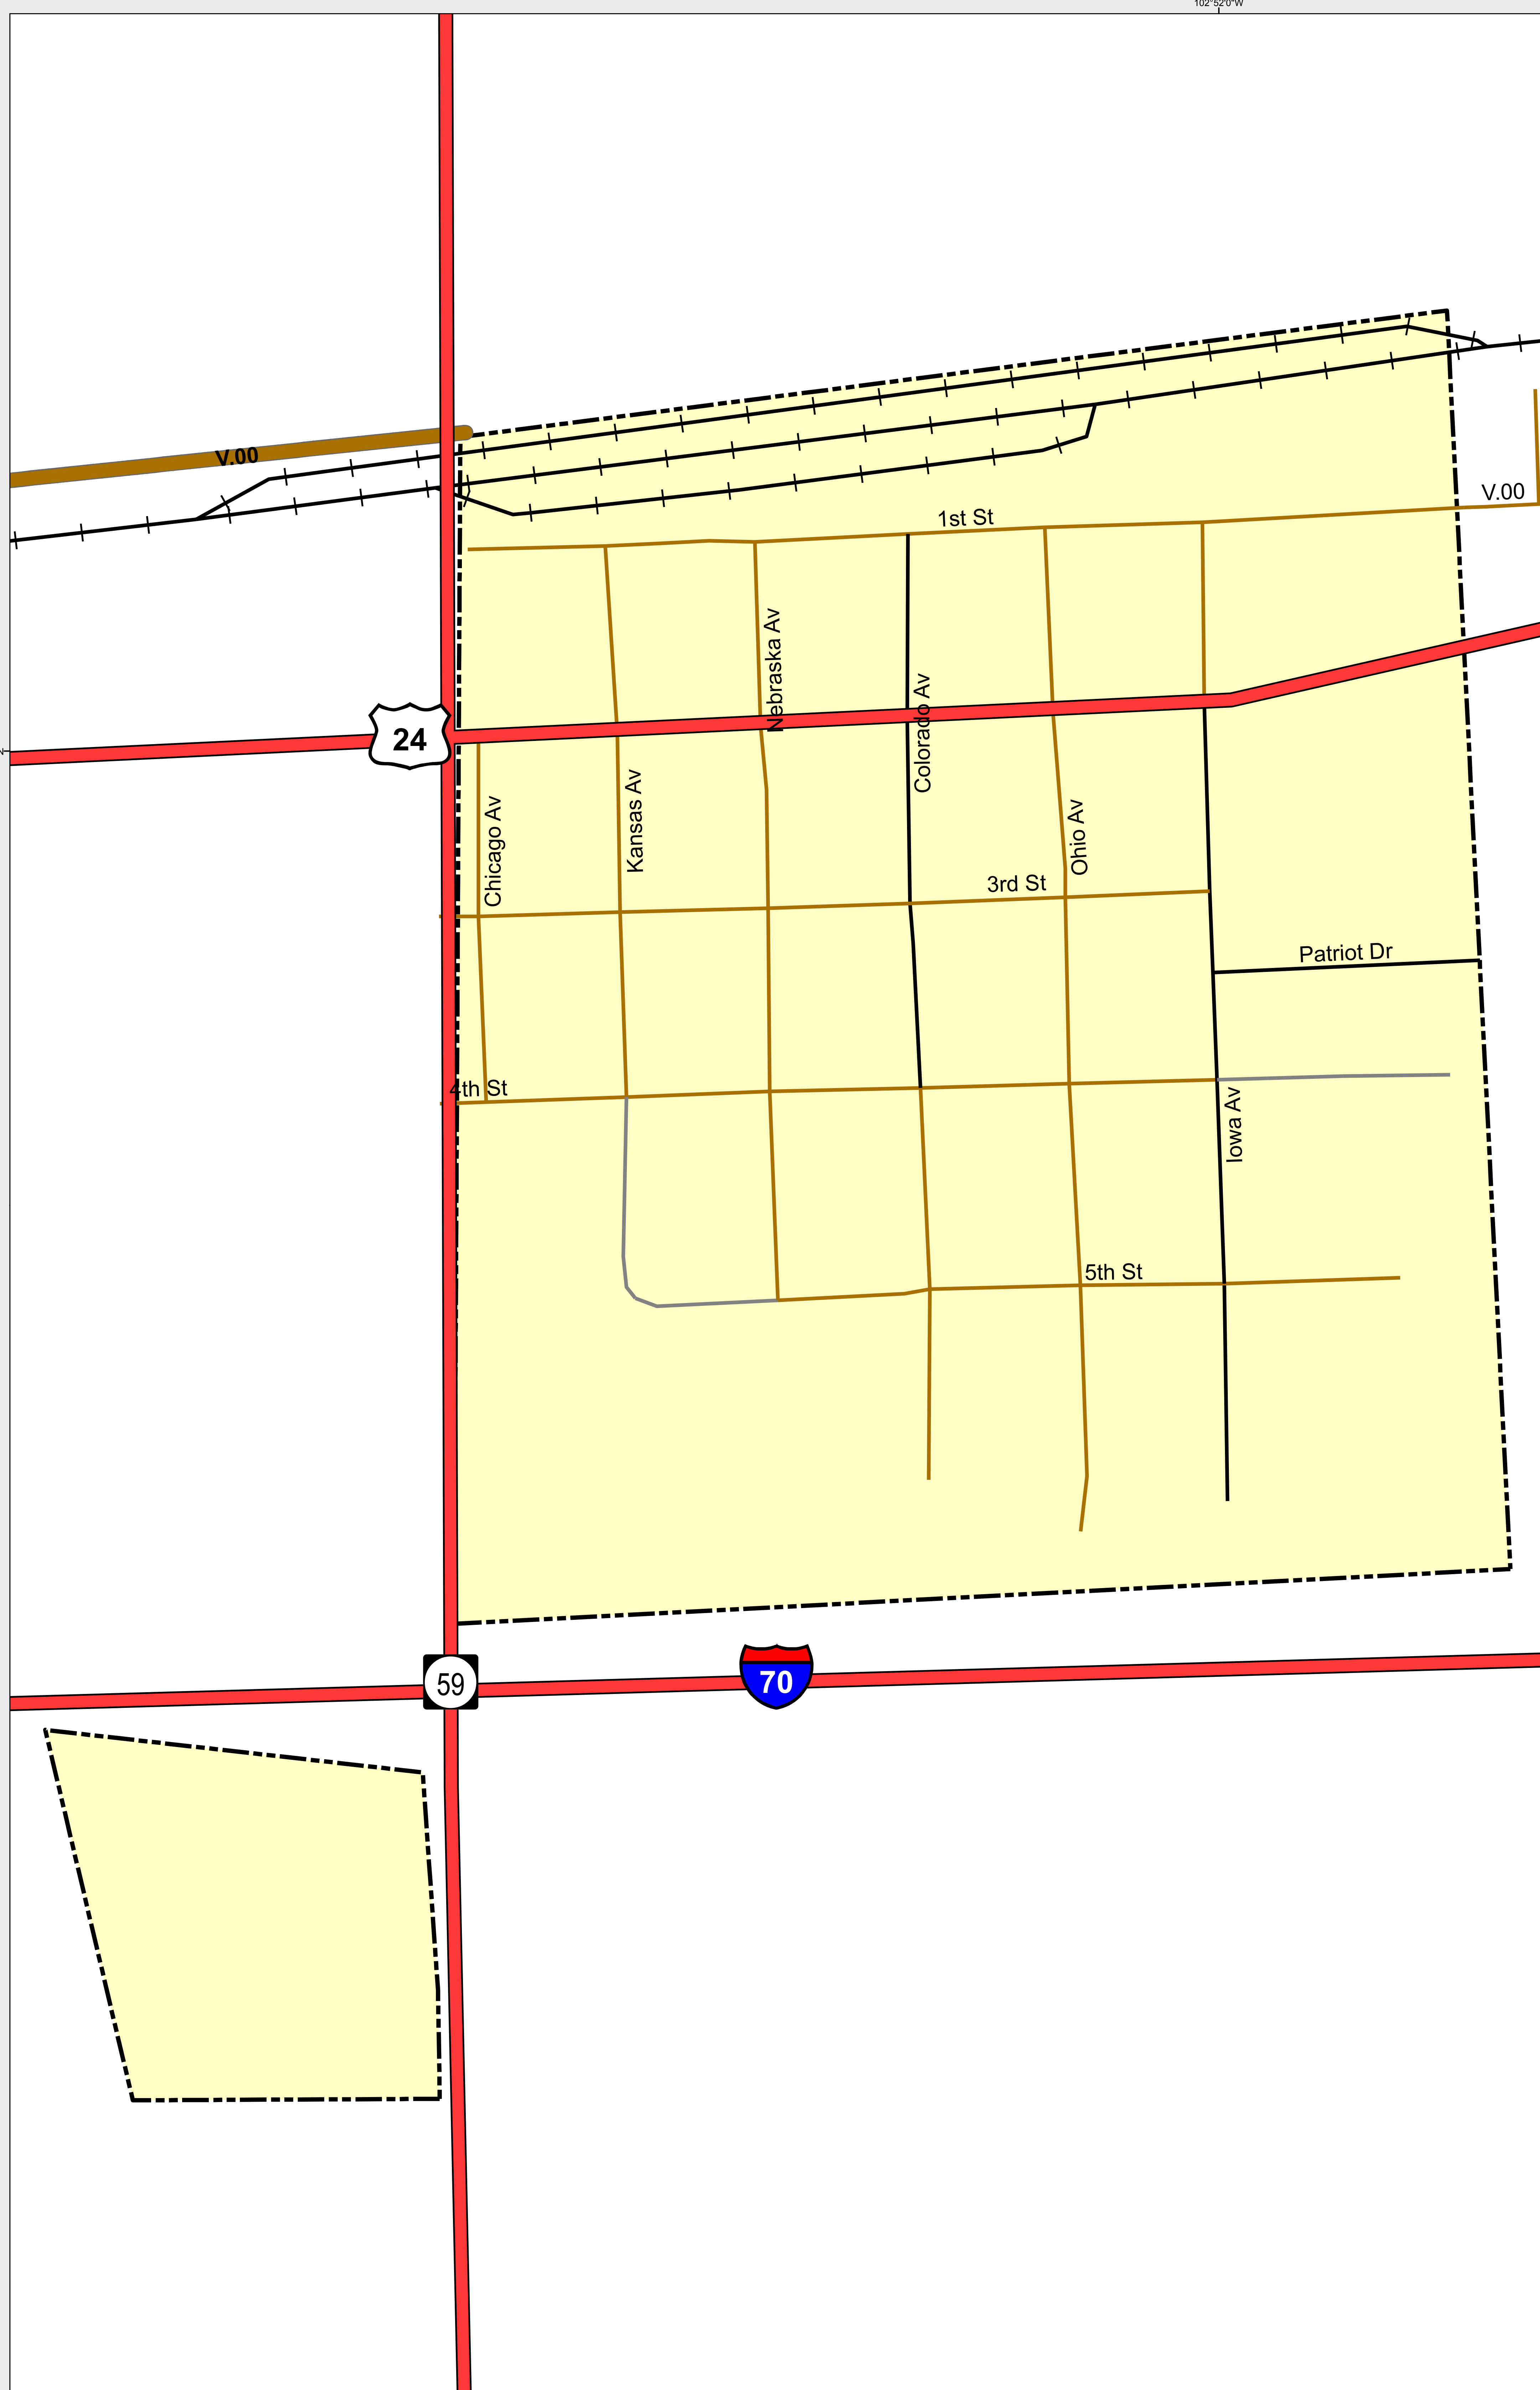 102°52'0"W
V.00
V.00
1st St
Nebraska Av
Colorado Av
24
N
Chicago Av
Kansas Av
Ohio Av
3rd St
Patriot Dr
4th St
Iowa Av
5th St
59
70